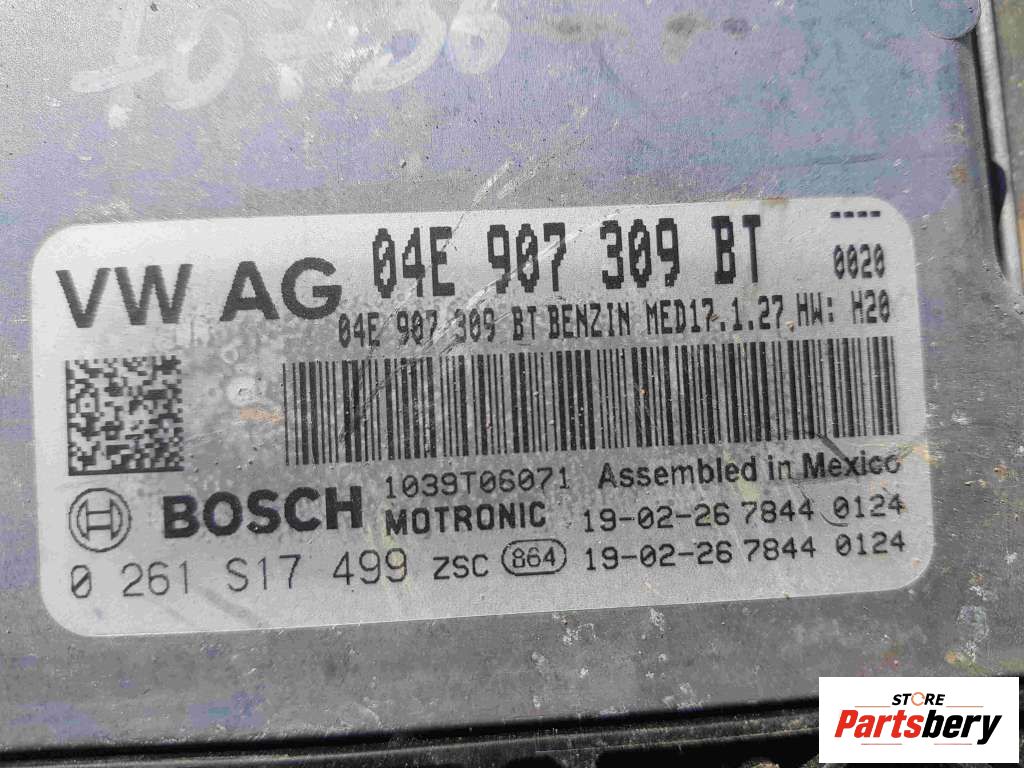 VW AG 04E 907 309 BT ----
0020
04E 907 309 BT BENZIN MED17.1.27 HW: H20
BOSCH 1039T06071 Assembled in Mexico
MOTRONIC 19-02-26 7844 0124
0 261 S17 499 ZSC 864 19-02-26 7844 0124
STORE
Partsbery